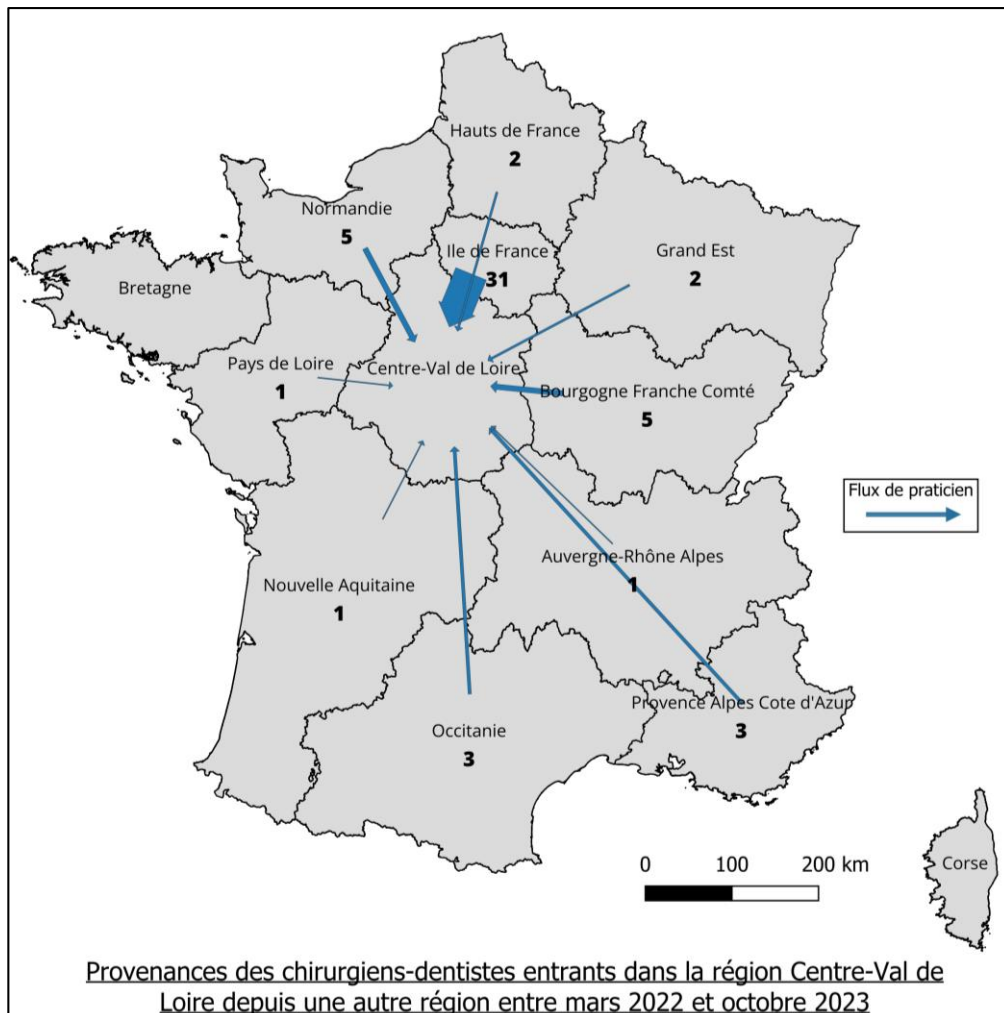 Hauts de France
2
Normandie
5
Ile de France
31
Grand Est
2
Bretagne
Pays de Loire
1
Centre-Val de Loire
Bourgogne Franche Comté
5
Flux de praticien
Auvergne-Rhône Alpes
1
Nouvelle Aquitaine
1
Provence Alpes Cote d'Azur
3
Occitanie
3
0 100 200 km
Corse
Provenances des chirurgiens-dentistes entrants dans la région Centre-Val de
Loire depuis une autre région entre mars 2022 et octobre 2023